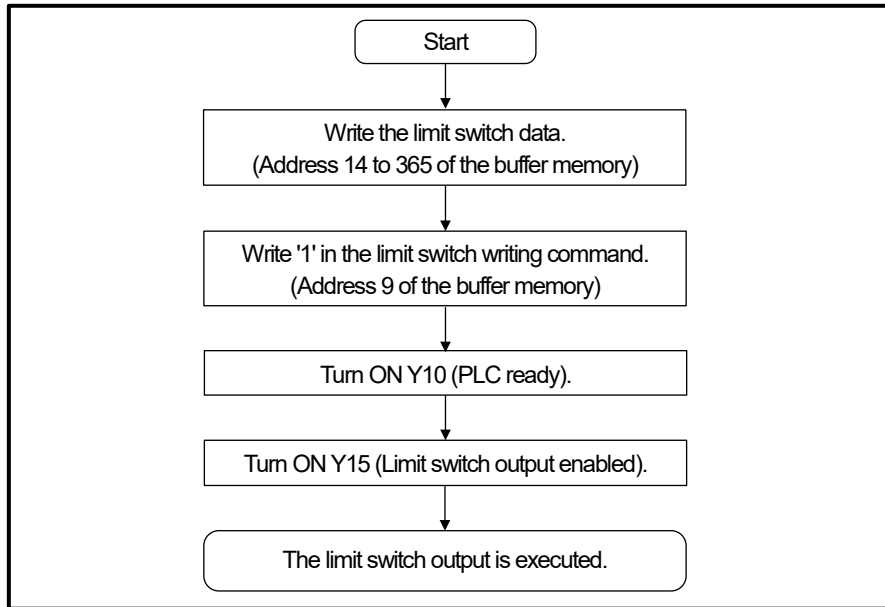 Start
Write the limit switch data.
(Address 14 to 365 of the buffer memory)
Write '1' in the limit switch writing command.
(Address 9 of the buffer memory)
Turn ON Y10 (PLC ready).
Turn ON Y15 (Limit switch output enabled).
The limit switch output is executed.